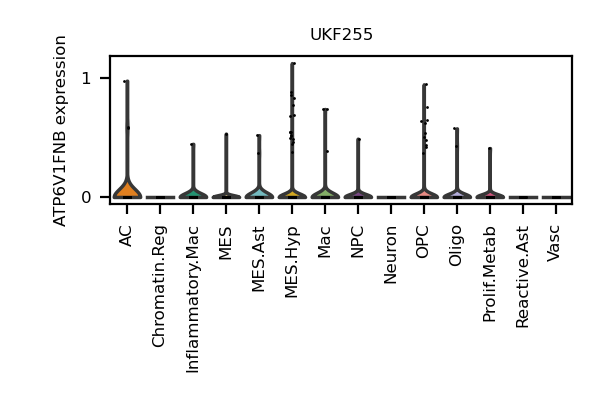 UKF255
ATP6V1FNB expression
1
0
AC
Chromatin.Reg
Inflammatory.Mac
MES
MES.Ast
MES.Hyp
Mac
NPC
Neuron
OPC
Oligo
Prolif.Metab
Reactive.Ast
Vasc